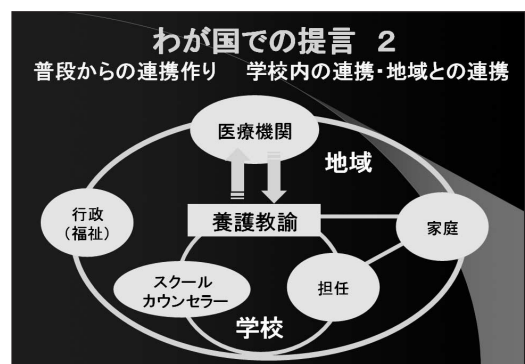 わが国での提言 2
普段からの連携作り 学校内の連携・地域との連携
医療機関
地域
行政
(福祉)
養護教諭
家庭
スクール
カウンセラー
担任
学校